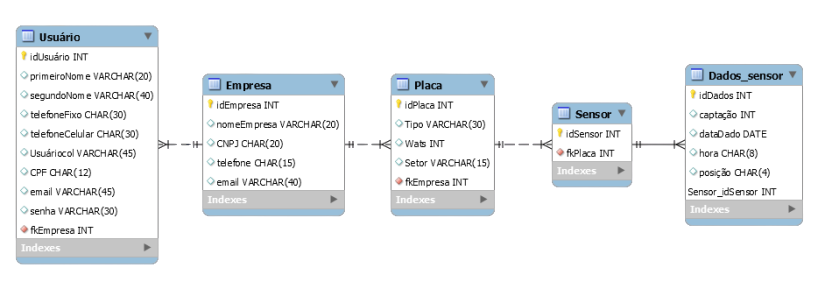 Usuário
idUsuário INT
primeiroNome VARCHAR(20)
segundoNome VARCHAR(40)
telefoneFixo CHAR(30)
telefoneCelular CHAR(30)
Usuáriocol VARCHAR(45)
CPF CHAR(12)
email VARCHAR(45)
senha VARCHAR(30)
fkEmpresa INT
Indexes
Empresa
idEmpresa INT
nomeEmpresa VARCHAR(20)
CNPJ CHAR(20)
telefone CHAR(15)
email VARCHAR(40)
Indexes
Placa
idPlaca INT
Tipo VARCHAR(30)
Wats INT
Setor VARCHAR(15)
fkEmpresa INT
Indexes
Sensor
idSensor INT
fkPlaca INT
Indexes
Dados_sensor
idDados INT
captação INT
dataDado DATE
hora CHAR(8)
posição CHAR(4)
Sensor_idSensor INT
Indexes